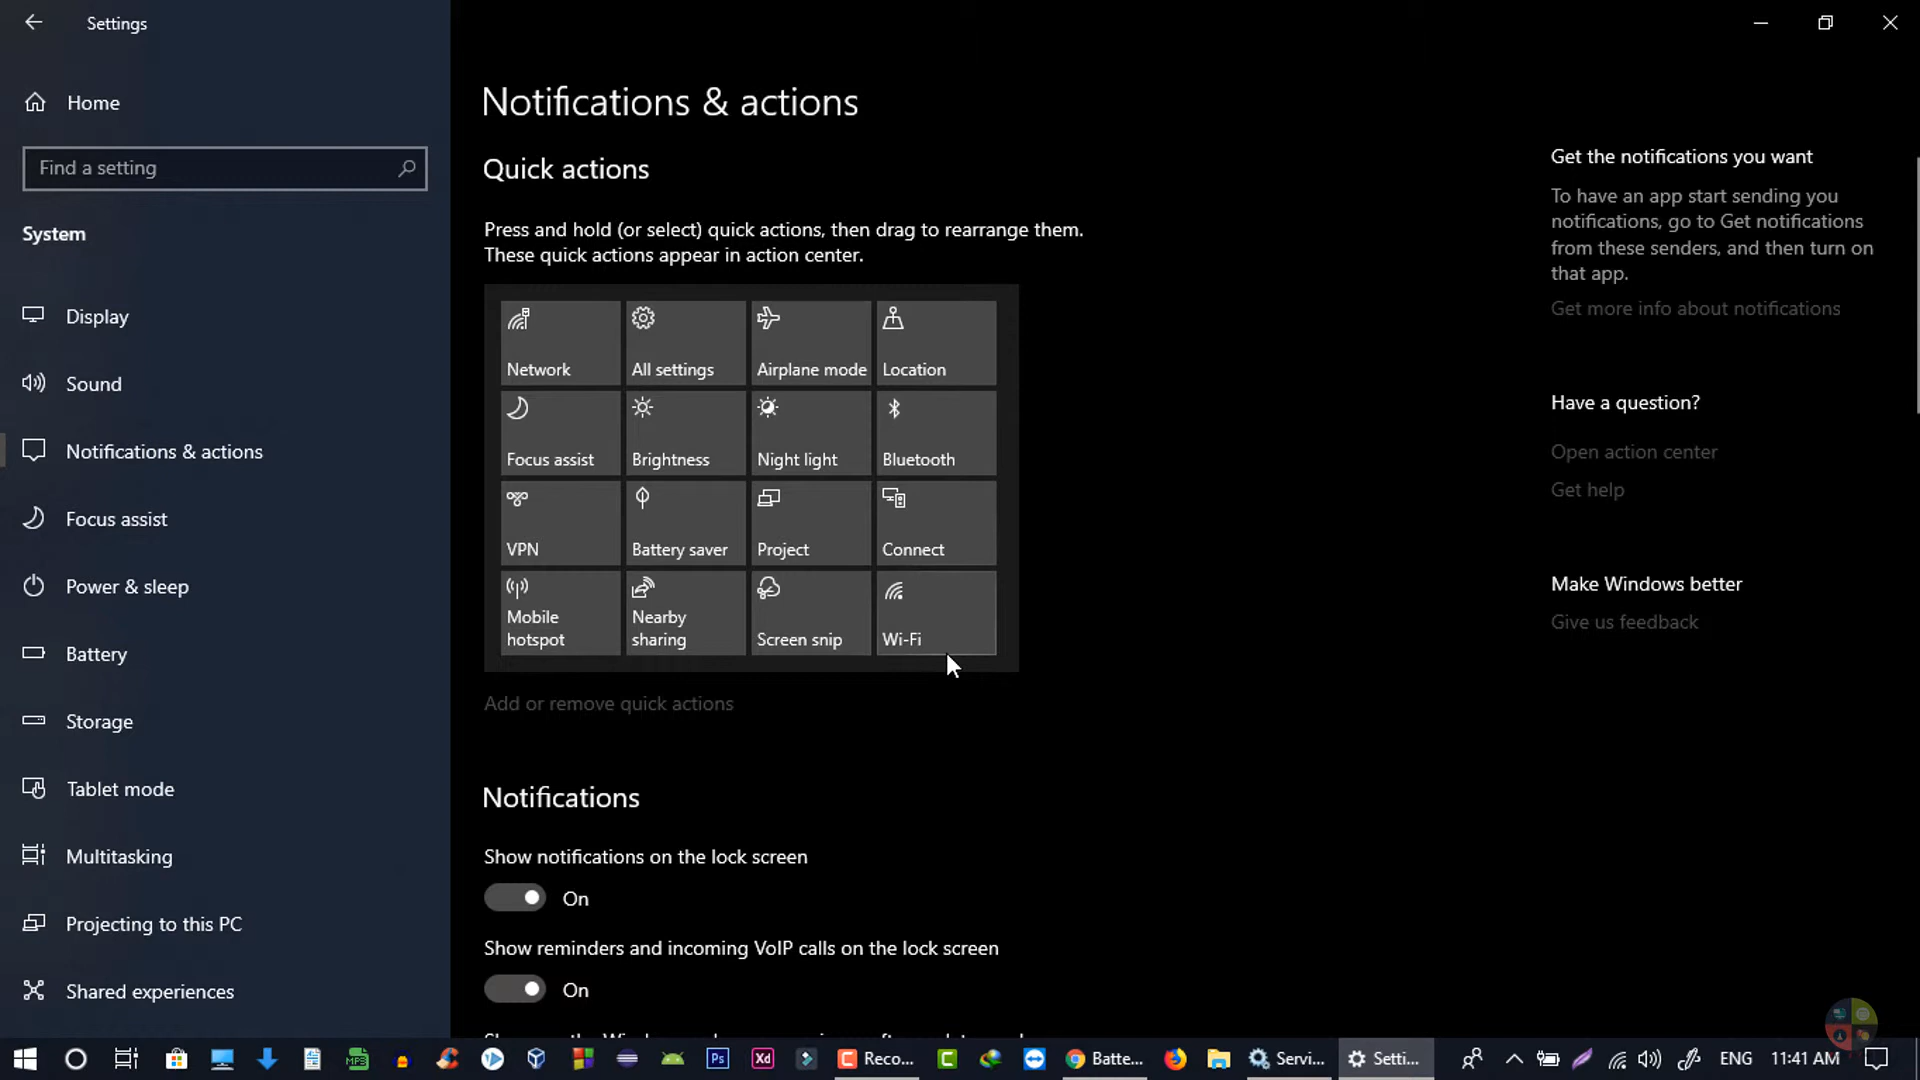 Settings
Home
Find a setting
System
Display
Sound
Notifications & actions
Focus assist
Power & sleep
Battery
Storage
Tablet mode
Multitasking
Projecting to this PC
Shared experiences
Notifications & actions
Quick actions
Press and hold (or select) quick actions, then drag to rearrange them.
These quick actions appear in action center.
Network
All settings
Airplane mode
Location
Focus assist
Brightness
Night light
Bluetooth
VPN
Battery saver
Project
Connect
Mobile
hotspot
Nearby
sharing
Screen snip
Wi-Fi
Add or remove quick actions
Notifications
Show notifications on the lock screen
On
Show reminders and incoming VoIP calls on the lock screen
On
Get the notifications you want
To have an app start sending you
notifications, go to Get notifications
from these senders, and then turn on
that app.
Get more info about notifications
Have a question?
Open action center
Get help
Make Windows better
Give us feedback
MP3
Ps
Xd
C Reco...
C
Batte...
Servi...
Setti...
ENG
11:41 AM